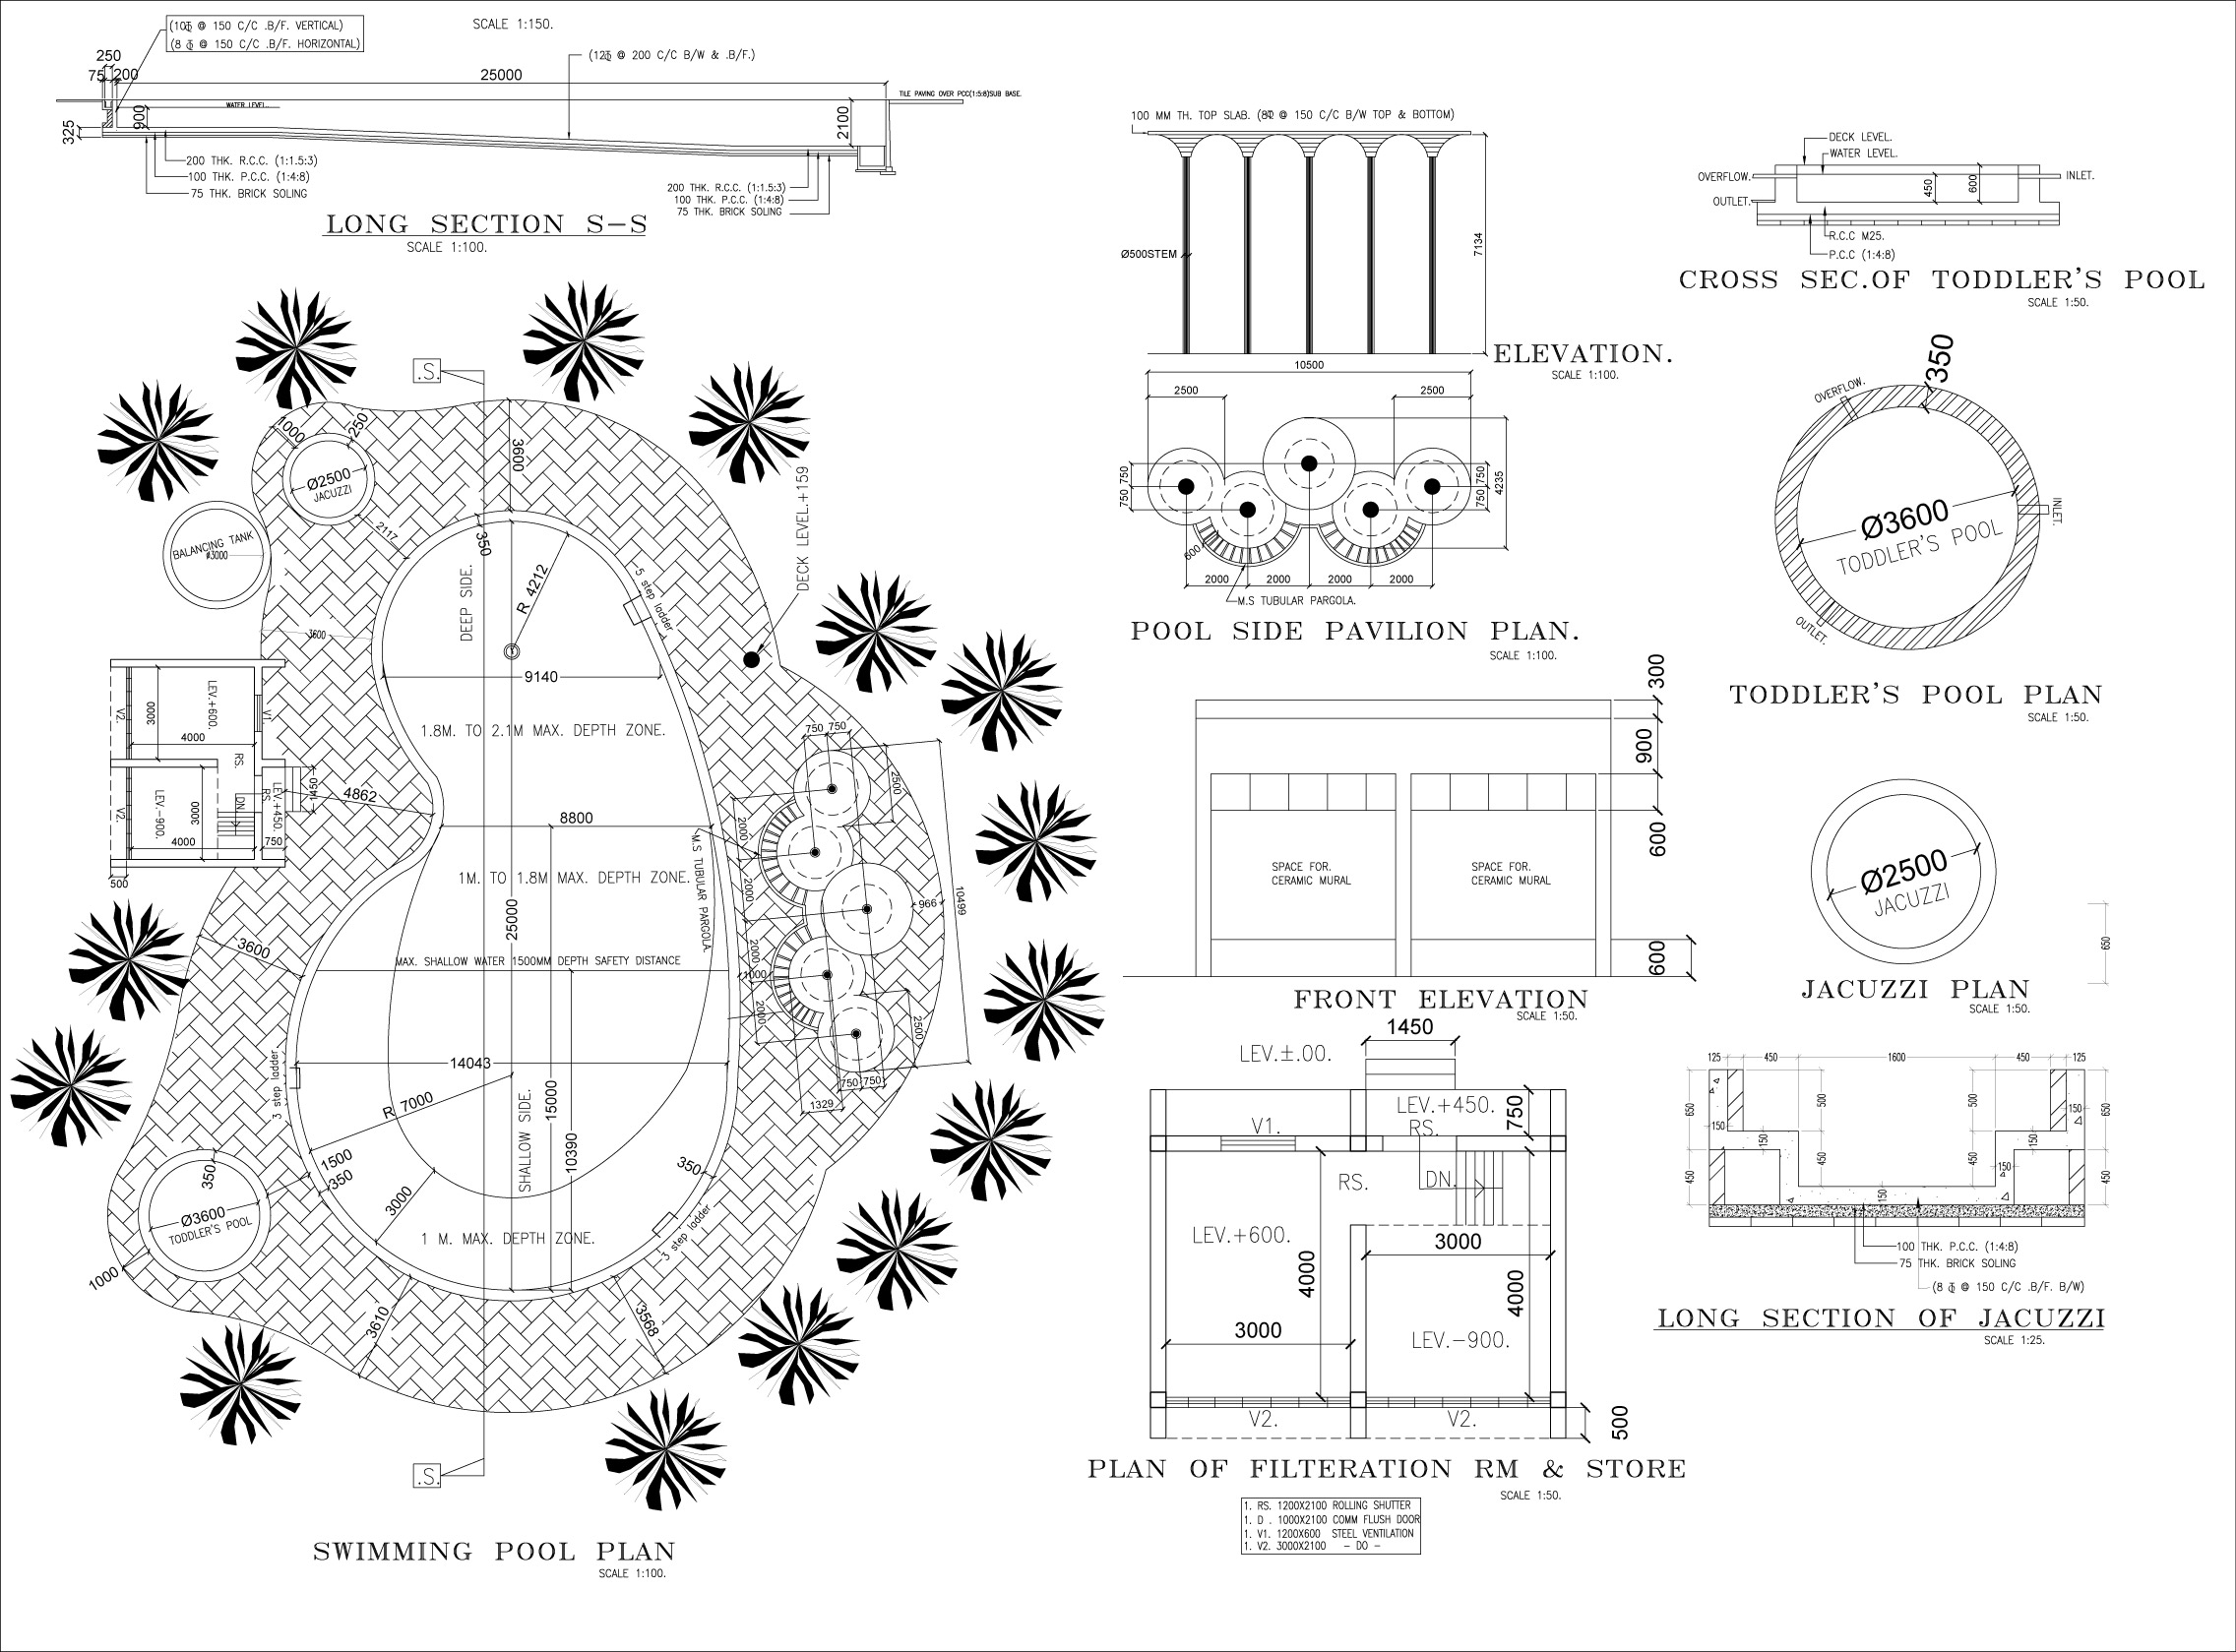 (10ф @ 150 C/C .B/F. VERTICAL)
(8 ф @ 150 C/C .B/F. HORIZONTAL)
SCALE 1:150.
(12ф @ 200 C/C B/W & .B/F.)
250
75
200
25000
TILE PAVING OVER PCC(1:5:8)SUB BASE.
WATER LEVEL.
900
325
2100
200 THK. R.C.C. (1:1.5:3)
100 THK. P.C.C. (1:4:8)
75 THK. BRICK SOLING
200 THK. R.C.C. (1:1.5:3)
100 THK. P.C.C. (1:4:8)
75 THK. BRICK SOLING
LONG SECTION S-S
SCALE 1:100.
.S.
1000
250
3600
Ø2500
JACUZZI
2117
350
BALANCING TANK
Ø3000
DEEP SIDE.
R 4212
5 step ladder
DECK LEVEL.+159
3600
9140
1.8M. TO 2.1M MAX. DEPTH ZONE.
LEV.+600.
V1.
V2.
3000
4000
RS.
LEV.-900.
V2.
3000
DN.
RS.
LEV.+450.
1450
4000
750
500
4862
8800
M.S TUBULAR PARGOLA.
1M. TO 1.8M MAX. DEPTH ZONE.
25000
750
750
2500
2000
2000
2000
2000
1000
966
10499
2500
750
750
1329
3600
MAX. SHALLOW WATER 1500MM DEPTH SAFETY DISTANCE
14043
3 step ladder
R 7000
15000
10390
SHALLOW SIDE.
350
1500
350
3000
350
Ø3600
TODDLER'S POOL
1000
1 M. MAX. DEPTH ZONE.
3 step ladder
3610
3568
.S.
SWIMMING POOL PLAN
SCALE 1:100.
100 MM TH. TOP SLAB. (8Ф @ 150 C/C B/W TOP & BOTTOM)
Ø500STEM
7134
ELEVATION.
SCALE 1:100.
10500
2500
2500
750
750
750
750
4235
600
2000
2000
2000
2000
M.S TUBULAR PARGOLA.
POOL SIDE PAVILION PLAN.
SCALE 1:100.
300
900
600
SPACE FOR.
CERAMIC MURAL
SPACE FOR.
CERAMIC MURAL
600
FRONT ELEVATION
SCALE 1:50.
1450
LEV.±.00.
LEV.+450.
750
V1.
RS.
RS.
DN.
LEV.+600.
3000
4000
4000
3000
LEV.-900.
V2.
V2.
500
PLAN OF FILTERATION RM & STORE
SCALE 1:50.
1. RS. 1200X2100 ROLLING SHUTTER
1. D . 1000X2100 COMM FLUSH DOOR
1. V1. 1200X600 STEEL VENTILATION
1. V2. 3000X2100 - DO -
DECK LEVEL.
WATER LEVEL.
OVERFLOW.
INLET.
450
600
OUTLET.
R.C.C M25.
P.C.C (1:4:8)
CROSS SEC.OF TODDLER'S POOL
SCALE 1:50.
350
OVERFLOW.
Ø3600
TODDLER'S POOL
INLET.
OUTLET.
TODDLER'S POOL PLAN
SCALE 1:50.
Ø2500
JACUZZI
650
JACUZZI PLAN
SCALE 1:50.
125
450
1600
450
125
650
500
500
650
150
150
150
150
450
450
450
150
150
450
100 THK. P.C.C. (1:4:8)
75 THK. BRICK SOLING
(8 ф @ 150 C/C .B/F. B/W)
LONG SECTION OF JACUZZI
SCALE 1:25.